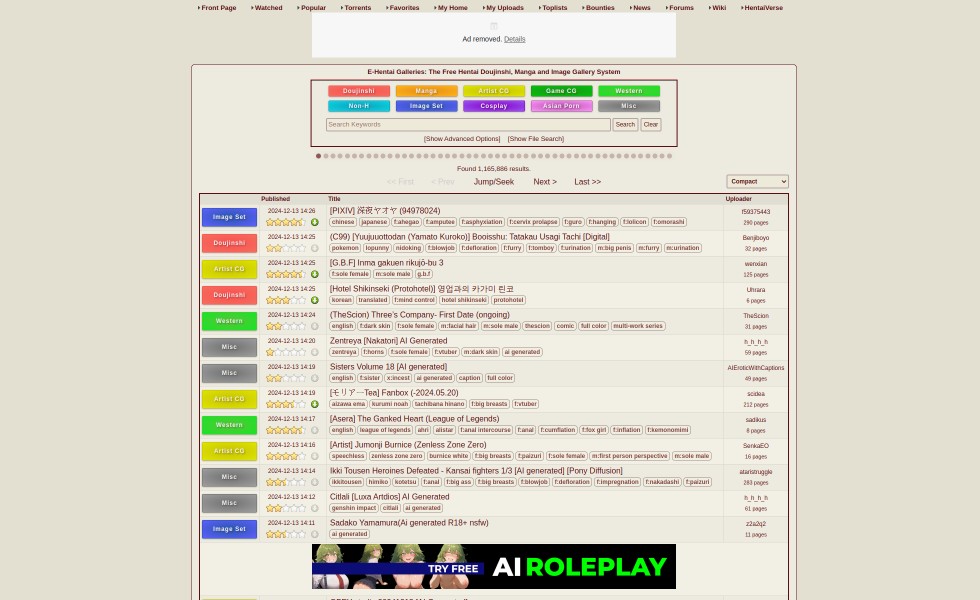 Front Page Watched Popular Torrents Favorites My Home My Uploads Toplists Bounties News Forums Wiki HentaiVerse
Ad removed. Details
E-Hentai Galleries: The Free Hentai Doujinshi, Manga and Image Gallery System
Doujinshi Manga Artist CG Game CG Western
Non-H Image Set Cosplay Asian Porn Misc
Search Keywords Search Clear
[Show Advanced Options] [Show File Search]
Found 1,165,886 results.
<< First < Prev Jump/Seek Next > Last >> Compact
Published Title Uploader
Image Set 2024-12-13 14:26 [PIXIV] 深夜ヤオヤ (94978024) f59375443
chinese japanese f:ahegao f:amputee f:asphyxiation f:cervix prolapse f:guro f:hanging f:lolicon f:omorashi 290 pages
Doujinshi 2024-12-13 14:25 (C99) [Yuujuuottodan (Yamato Kuroko)] Booisshu: Tatakau Usagi Tachi [Digital] Benjiboyo
pokemon lopunny nidoking f:blowjob f:defloration f:furry f:tomboy f:urination m:big penis m:furry m:urination 32 pages
Artist CG 2024-12-13 14:25 [G.B.F] Inma gakuen rikujō-bu 3 wenxian
f:sole female m:sole male g.b.f 125 pages
Doujinshi 2024-12-13 14:25 [Hotel Shikinseki (Protohotel)] 영업과의 카가미 린코 Uhrara
korean translated f:mind control hotel shikinseki protohotel 6 pages
Western 2024-12-13 14:24 (TheScion) Three's Company- First Date (ongoing) TheScion
english f:dark skin f:sole female m:facial hair m:sole male thescion comic full color multi-work series 31 pages
Misc 2024-12-13 14:20 Zentreya [Nakatori] AI Generated h_h_h_h
zentreya f:horns f:sole female f:vtuber m:dark skin ai generated 59 pages
Misc 2024-12-13 14:19 Sisters Volume 18 [AI generated] AIEroticWithCaptions
english f:sister x:incest ai generated caption full color 49 pages
Artist CG 2024-12-13 14:19 [モリアーTea] Fanbox (-2024.05.20) scidea
aizawa ema kurumi noah tachibana hinano f:big breasts f:vtuber 212 pages
Western 2024-12-13 14:17 [Asera] The Ganked Heart (League of Legends) sadikus
english league of legends ahri alistar f:anal intercourse f:anal f:cumflation f:fox girl f:inflation f:kemonomimi 8 pages
Artist CG 2024-12-13 14:16 [Artist] Jumonji Burnice (Zenless Zone Zero) SenkaEO
speechless zenless zone zero burnice white f:big breasts f:paizuri f:sole female m:first person perspective m:sole male 16 pages
Misc 2024-12-13 14:14 Ikki Tousen Heroines Defeated - Kansai fighters 1/3 [AI generated] [Pony Diffusion] ataristruggle
ikkitousen himiko kotetsu f:anal f:big ass f:big breasts f:blowjob f:defloration f:impregnation f:nakadashi f:paizuri 283 pages
Misc 2024-12-13 14:12 Citlali [Luxa Artdios] AI Generated h_h_h_h
genshin impact citlali ai generated 61 pages
Image Set 2024-12-13 14:11 Sadako Yamamura(Ai generated R18+ nsfw) z2a2q2
ai generated 11 pages
TRY FREE AI ROLEPLAY